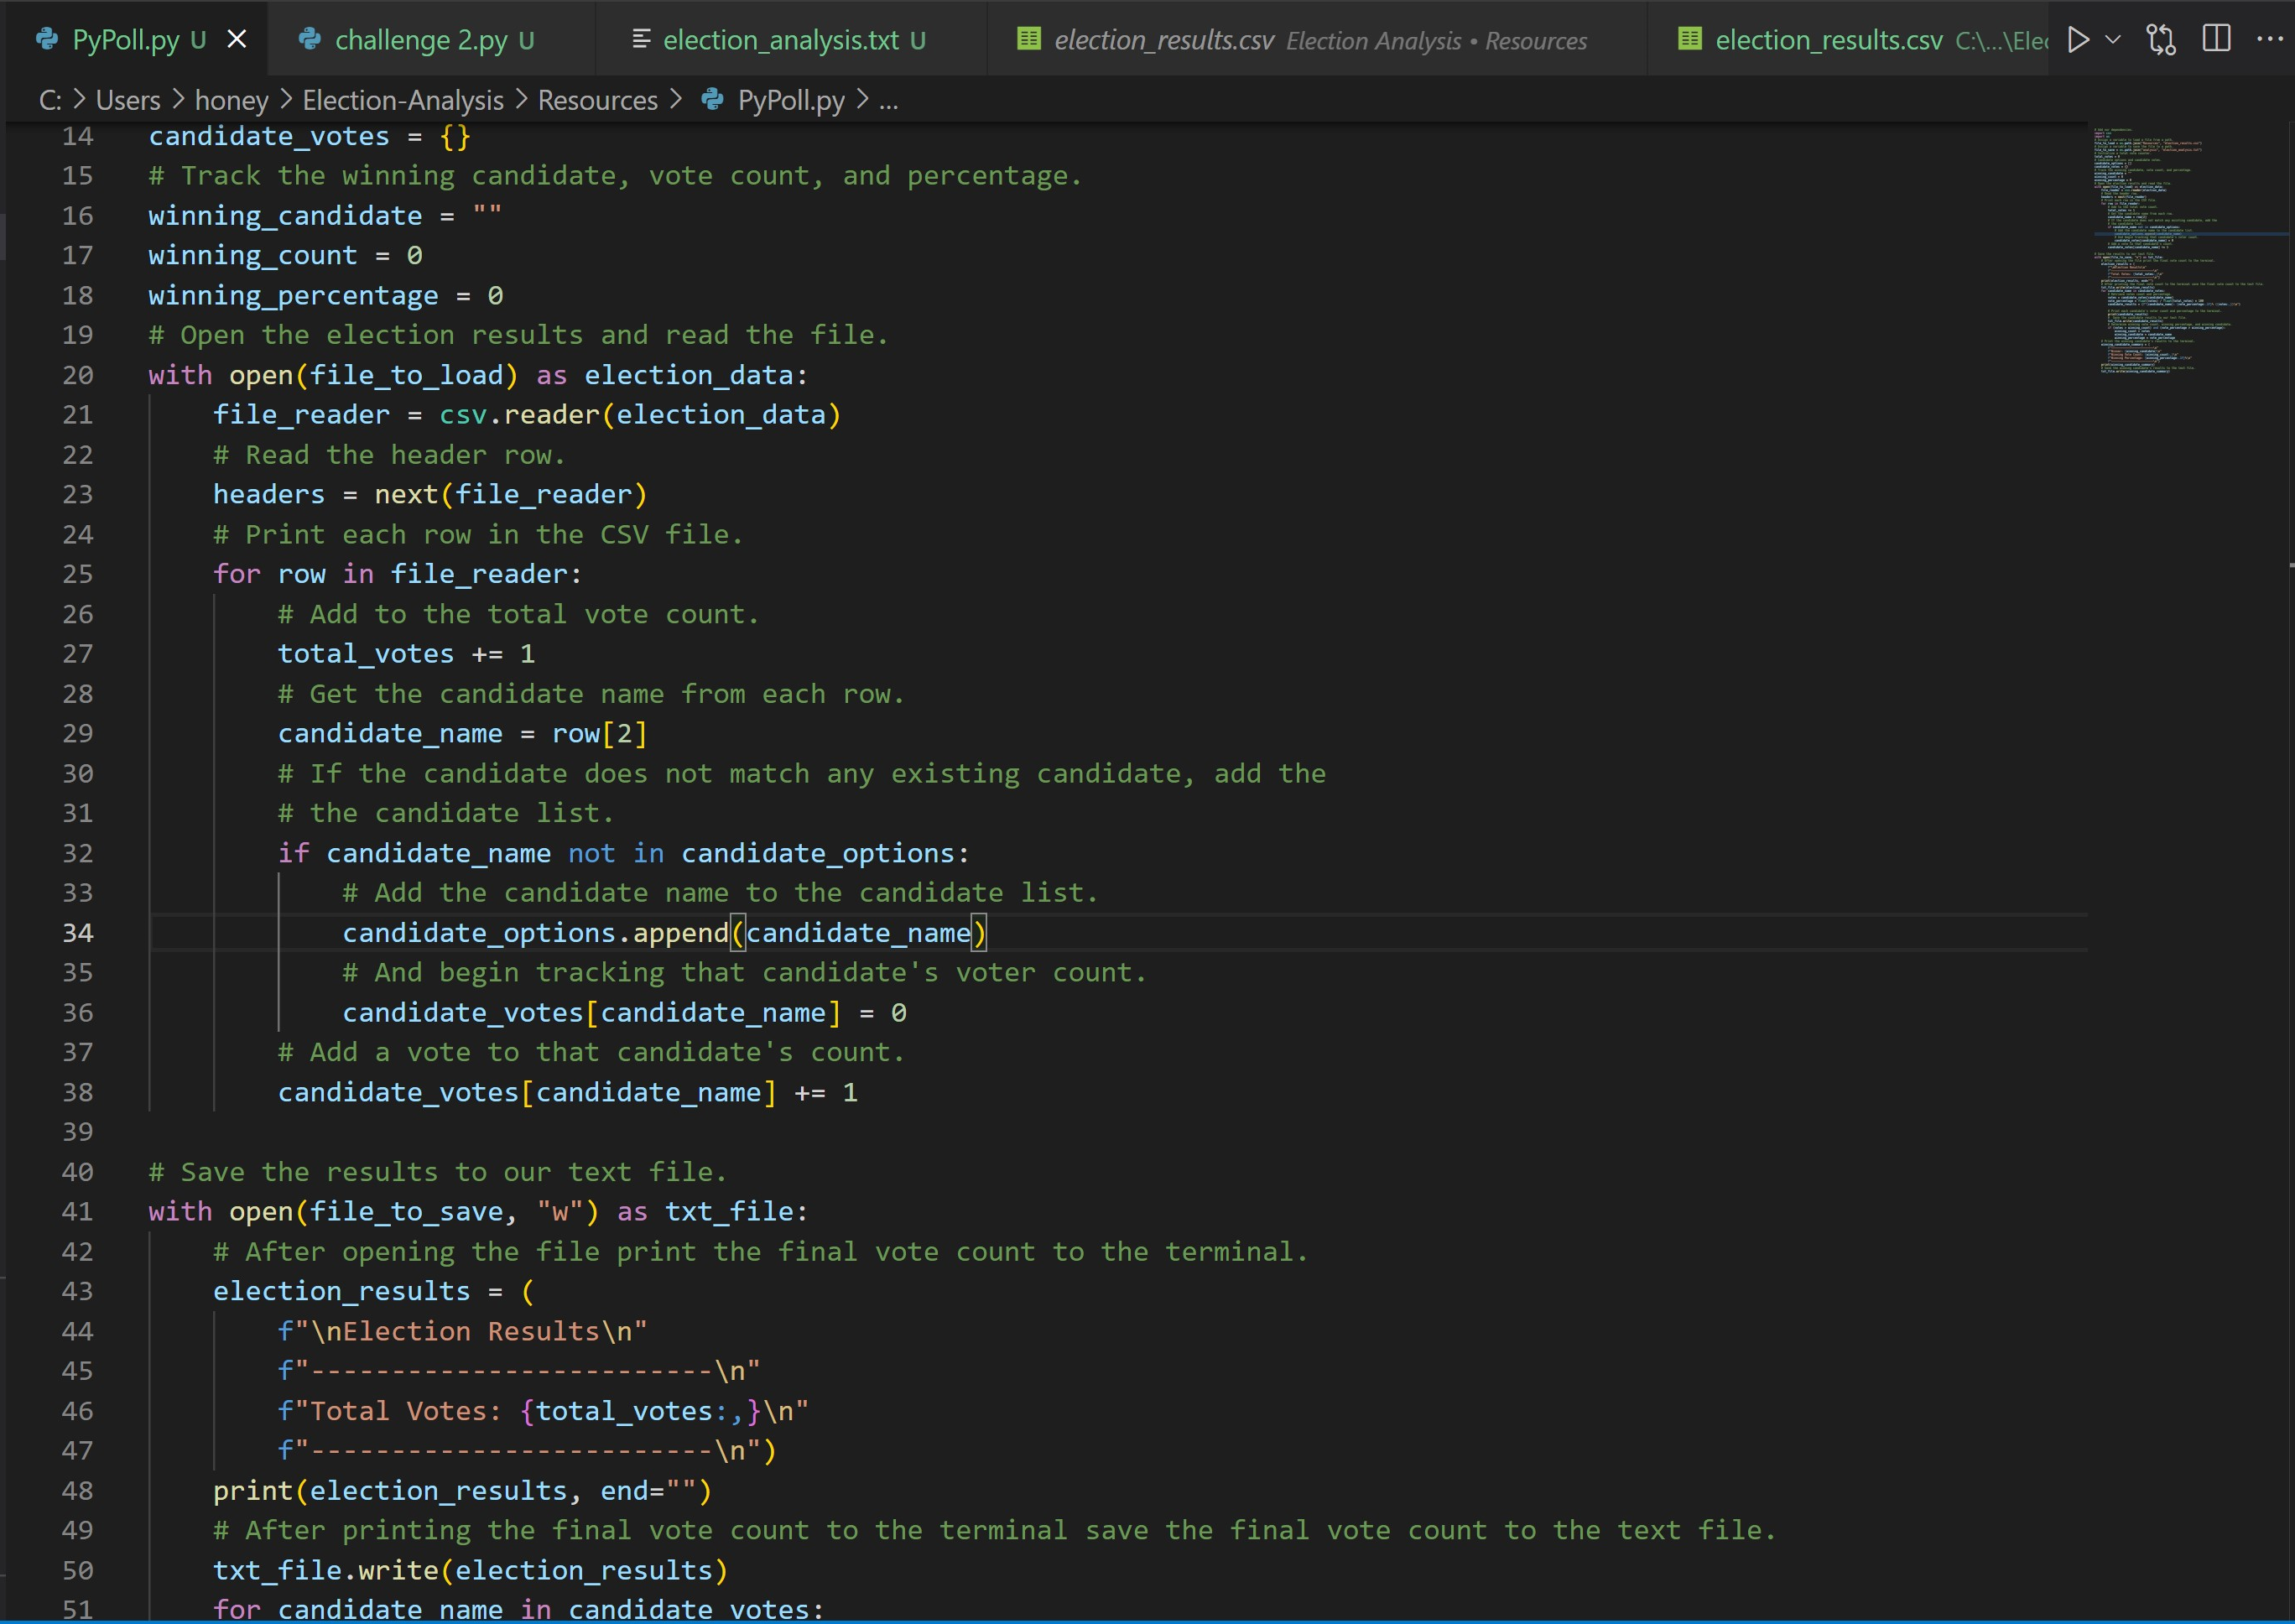 PyPoll.py U
challenge 2.py U
election_analysis.txt U
election_results.csv Election Analysis • Resources
election_results.csv C:\...\Elec
C: > Users > honey > Election-Analysis > Resources > PyPoll.py > ...
14 candidate_votes = {}
15 # Track the winning candidate, vote count, and percentage.
16 winning_candidate = ""
17 winning_count = 0
18 winning_percentage = 0
19 # Open the election results and read the file.
20 with open(file_to_load) as election_data:
21     file_reader = csv.reader(election_data)
22     # Read the header row.
23     headers = next(file_reader)
24     # Print each row in the CSV file.
25     for row in file_reader:
26         # Add to the total vote count.
27         total_votes += 1
28         # Get the candidate name from each row.
29         candidate_name = row[2]
30         # If the candidate does not match any existing candidate, add the
31         # the candidate list.
32         if candidate_name not in candidate_options:
33             # Add the candidate name to the candidate list.
34             candidate_options.append(candidate_name)
35             # And begin tracking that candidate's voter count.
36             candidate_votes[candidate_name] = 0
37         # Add a vote to that candidate's count.
38         candidate_votes[candidate_name] += 1
39
40 # Save the results to our text file.
41 with open(file_to_save, "w") as txt_file:
42     # After opening the file print the final vote count to the terminal.
43     election_results = (
44         f"\nElection Results\n"
45         f"-------------------------\n"
46         f"Total Votes: {total_votes:,}\n"
47         f"-------------------------\n")
48     print(election_results, end="")
49     # After printing the final vote count to the terminal save the final vote count to the text file.
50     txt_file.write(election_results)
51     for candidate_name in candidate_votes: